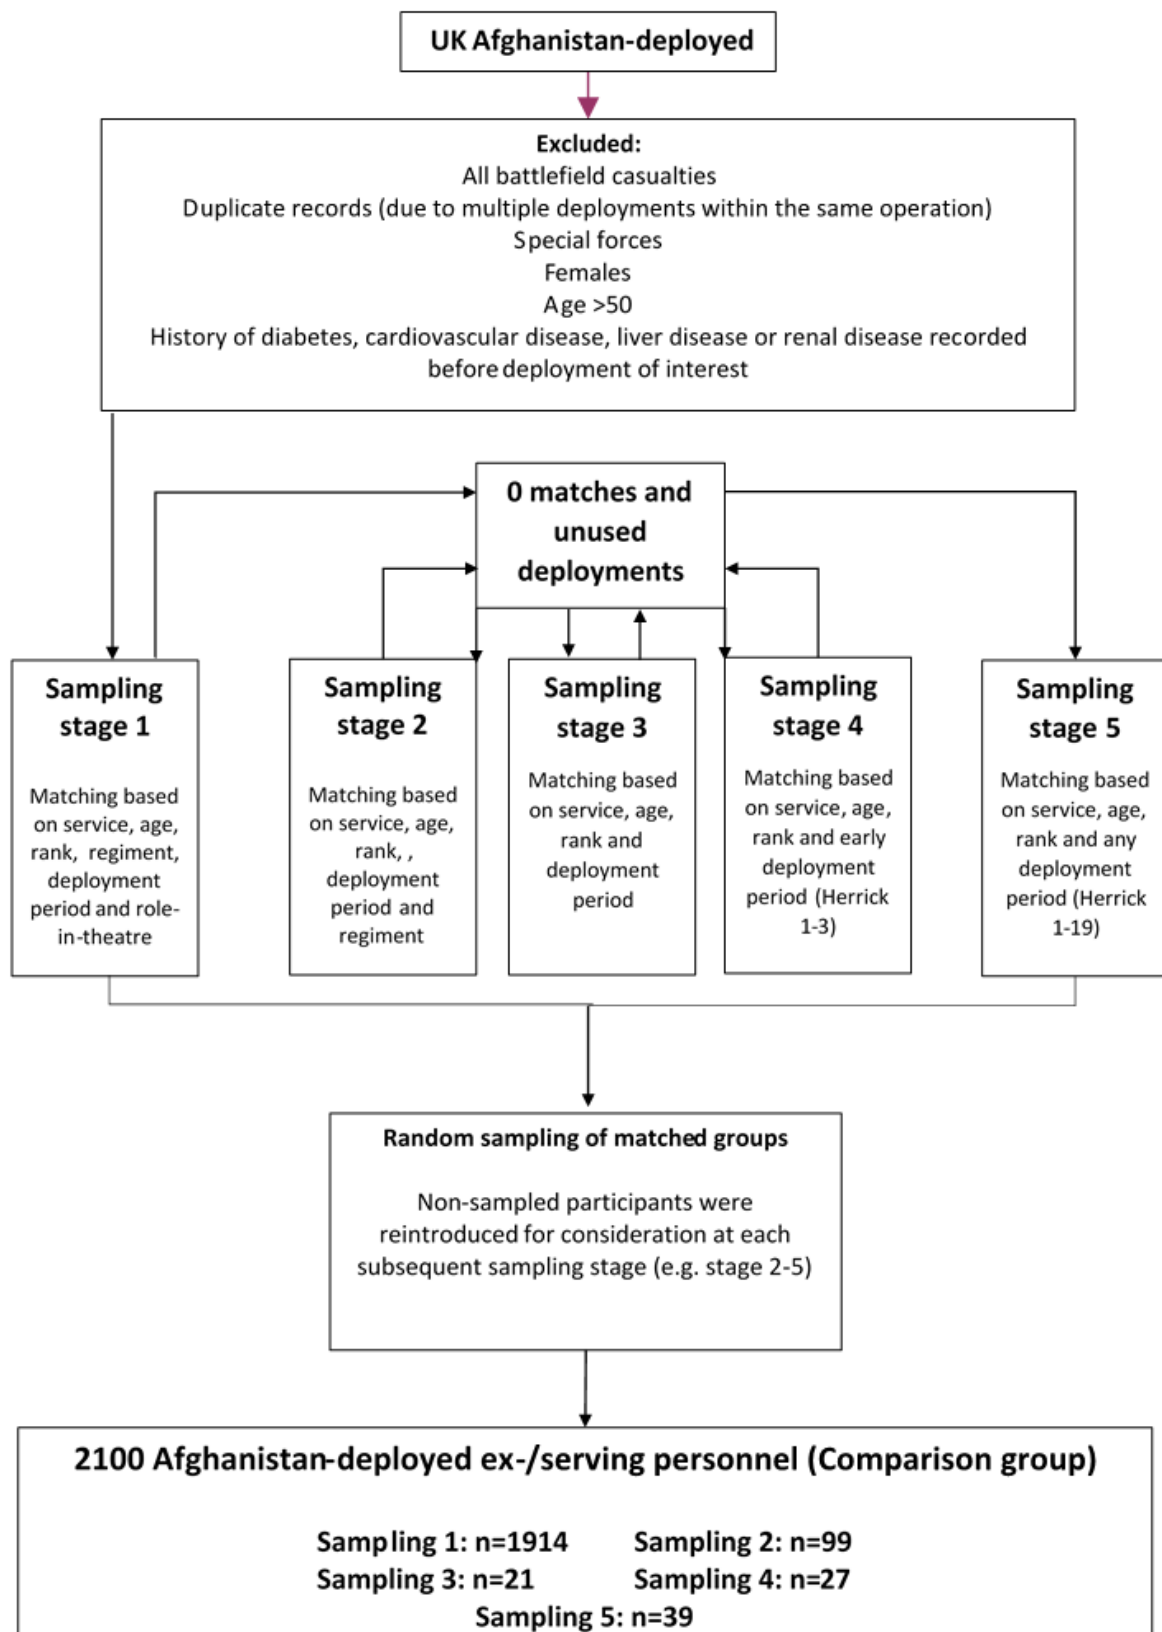 UK Afghanistan-deployed
Excluded:
All battlefield casualties
Duplicate records (due to multiple deployments within the same operation)
Special forces
Females
Age >50
History of diabetes, cardiovascular disease, liver disease or renal disease recorded
before deployment of interest
0 matches and
unused
deployments
Sampling
stage 1
Matching based
on service, age,
rank, regiment,
deployment
period and role-
in-theatre
Sampling
stage 2
Matching based
on service, age,
rank, ,
deployment
period and
regiment
Sampling
stage 3
Matching based
on service, age,
rank and
deployment
period
Sampling
stage 4
Matching based
on service, age,
rank and early
deployment
period (Herrick
1-3)
Sampling
stage 5
Matching based
on service, age,
rank and any
deployment
period (Herrick
1-19)
Random sampling of matched groups
Non-sampled participants were
reintroduced for consideration at each
subsequent sampling stage (e.g. stage 2-5)
2100 Afghanistan-deployed ex-/serving personnel (Comparison group)
Sampling 1: n=1914 Sampling 2: n=99
Sampling 3: n=21 Sampling 4: n=27
Sampling 5: n=39